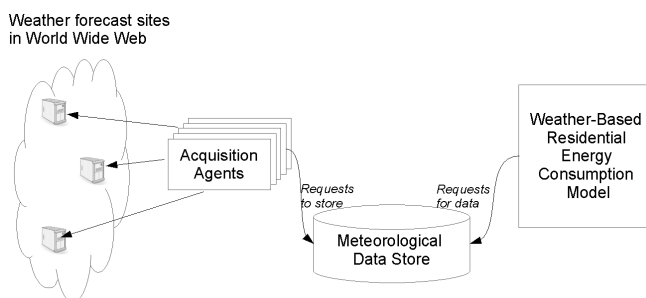 Weather forecast sites
in World Wide Web
Acquisition
Agents
Requests
to store
Requests
for data
Meteorological
Data Store
Weather-Based
Residential
Energy
Consumption
Model